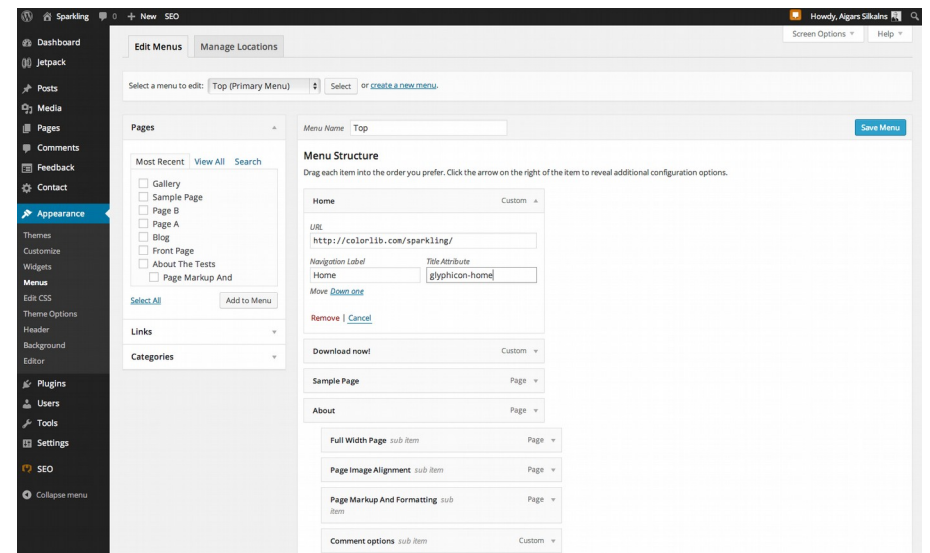 Sparkling 0 + New SEO Howdy, Aigars Silkalns
Screen Options Help
Dashboard
Jetpack
Posts
Media
Pages
Comments
Feedback
Contact
Appearance
Themes
Customize
Widgets
Menus
Edit CSS
Theme Options
Header
Background
Editor
Plugins
Users
Tools
Settings
SEO
Collapse menu
Edit Menus Manage Locations
Select a menu to edit: Top (Primary Menu) Select or create a new menu.
Pages
Most Recent View All Search
Gallery
Sample Page
Page B
Page A
Blog
Front Page
About The Tests
Page Markup And
Select All Add to Menu
Links
Categories
Menu Name Top Save Menu
Menu Structure
Drag each item into the order you prefer. Click the arrow on the right of the item to reveal additional configuration options.
Home Custom
URL
http://colorlib.com/sparkling/
Navigation Label Title Attribute
Home glyphicon-home
Move Down one
Remove | Cancel
Download now! Custom
Sample Page Page
About Page
Full Width Page sub item Page
Page Image Alignment sub item Page
Page Markup And Formatting sub Page
item
Comment options sub item Custom